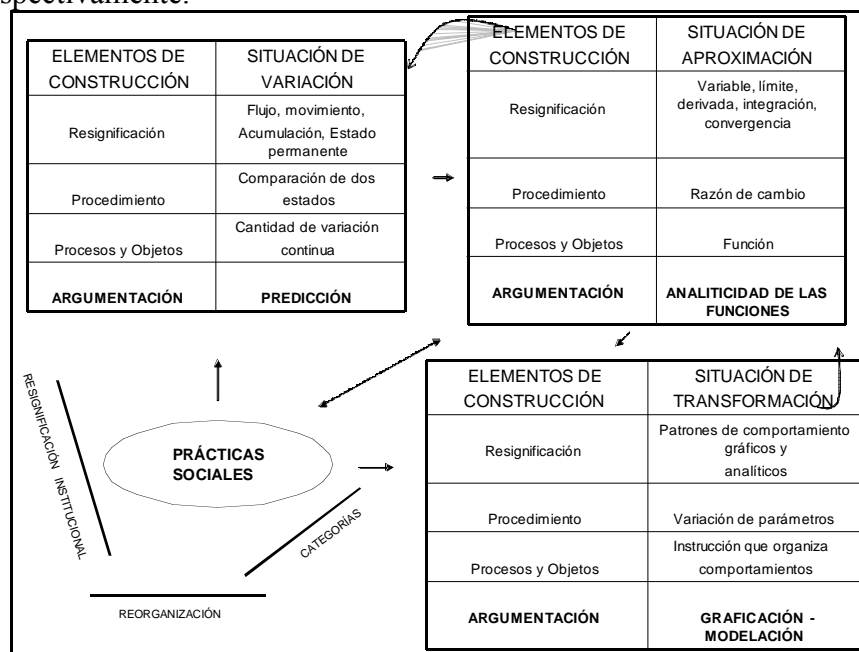 spectivamente.
ELEMENTOS DE
CONSTRUCCIÓN
SITUACIÓN DE
VARIACIÓN
Resignificación
Flujo, movimiento,
Acumulación, Estado
permanente
Procedimiento
Comparación de dos
estados
Procesos y Objetos
Cantidad de variación
continua
ARGUMENTACIÓN
PREDICCIÓN
ELEMENTOS DE
CONSTRUCCIÓN
SITUACIÓN DE
APROXIMACIÓN
Resignificación
Variable, límite,
derivada, integración,
convergencia
Procedimiento
Razón de cambio
Procesos y Objetos
Función
ARGUMENTACIÓN
ANALITICIDAD DE LAS
FUNCIONES
RESIGNIFICACIÓN INSTITUCIONAL
PRÁCTICAS
SOCIALES
CATEGORÍAS
REORGANIZACIÓN
ELEMENTOS DE
CONSTRUCCIÓN
SITUACIÓN DE
TRANSFORMACIÓN
Resignificación
Patrones de comportamiento
gráficos y
analíticos
Procedimiento
Variación de parámetros
Procesos y Objetos
Instrucción que organiza
comportamientos
ARGUMENTACIÓN
GRAFICACIÓN -
MODELACIÓN